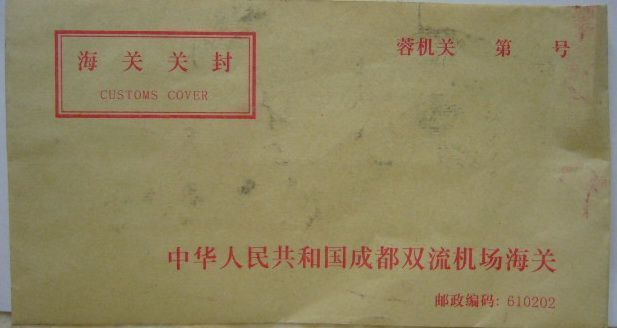 海关关封
CUSTOMS COVER
蓉机关 第 号
中华人民共和国成都双流机场海关
邮政编码: 610202